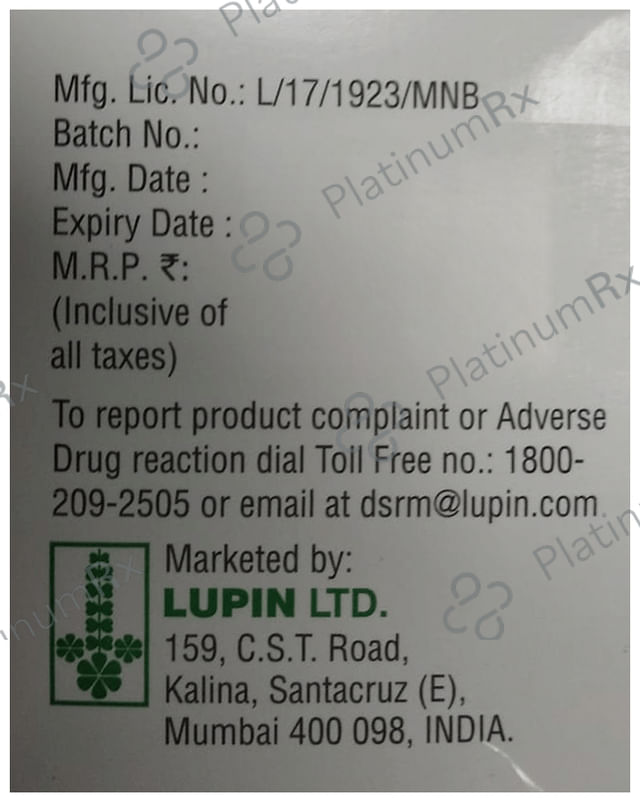 Mfg. Lic. No.: L/17/1923/MNB
Batch No.:
Mfg. Date :
Expiry Date :
M.R.P. ₹:
(Inclusive of
all taxes)
To report product complaint or Adverse
Drug reaction dial Toll Free no.: 1800-
209-2505 or email at dsrm@lupin.com
Marketed by:
LUPIN LTD.
159, C.S.T. Road,
Kalina, Santacruz (E),
Mumbai 400 098, INDIA.
PlatinumRx
PlatinumRx